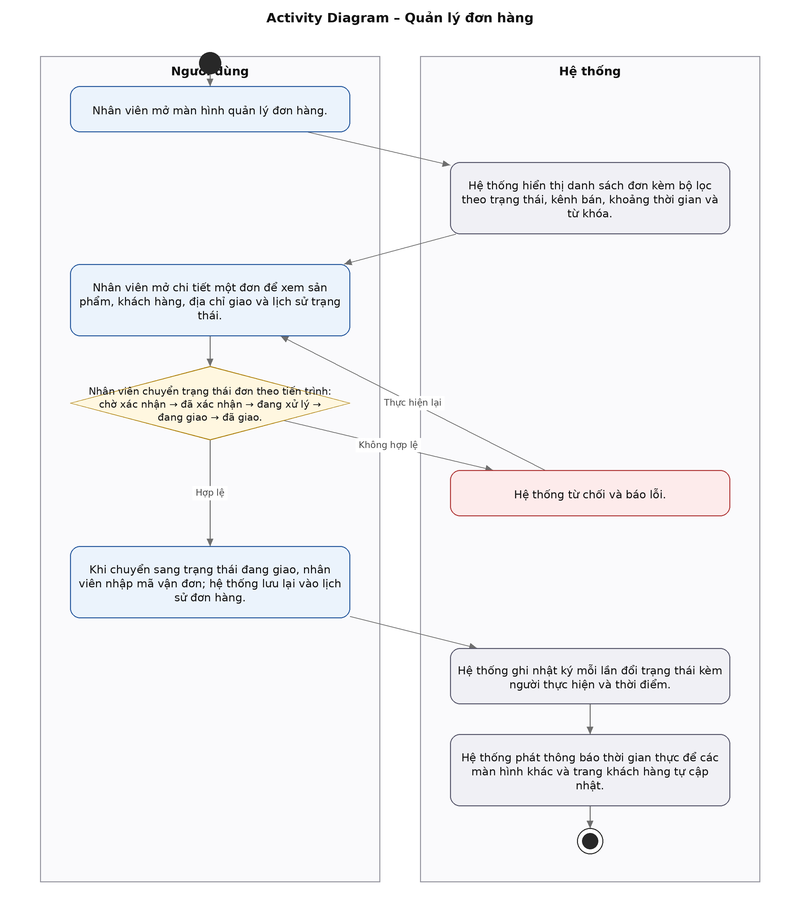 Activity Diagram – Quản lý đơn hàng
Người dùng
Hệ thống
Nhân viên mở màn hình quản lý đơn hàng.
Hệ thống hiển thị danh sách đơn kèm bộ lọc
theo trạng thái, kênh bán, khoảng thời gian và
từ khóa.
Nhân viên mở chi tiết một đơn để xem sản
phẩm, khách hàng, địa chỉ giao và lịch sử trạng
thái.
Nhân viên chuyển trạng thái đơn theo tiến trình:
chờ xác nhận → đã xác nhận → đang xử lý →
đang giao → đã giao.
Thực hiện lại
Không hợp lệ
Hợp lệ
Hệ thống từ chối và báo lỗi.
Khi chuyển sang trạng thái đang giao, nhân
viên nhập mã vận đơn; hệ thống lưu lại vào lịch
sử đơn hàng.
Hệ thống ghi nhật ký mỗi lần đổi trạng thái kèm
người thực hiện và thời điểm.
Hệ thống phát thông báo thời gian thực để các
màn hình khác và trang khách hàng tự cập
nhật.